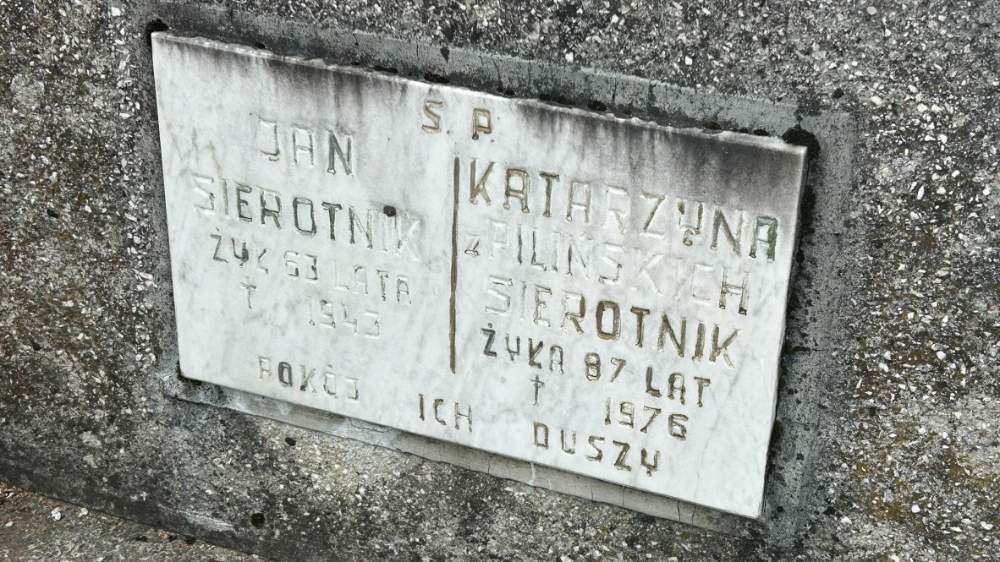 Ś.P.
JAN
SIEROTNIK
ŻYŁ 63 LATA
† 1943
KATARZYNA
z PILIŃSKICH
SIEROTNIK
ŻYŁA 87 LAT
† 1976
POKÓJ ICH DUSZY